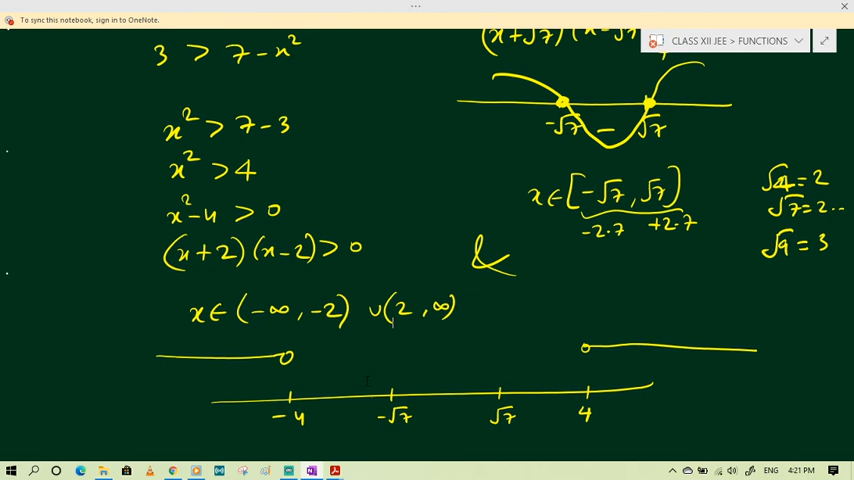 To sync this notebook, sign in to OneNote.
CLASS XII JEE > FUNCTIONS
3 > 7 - x²
x² > 7 - 3
x² > 4
x² - 4 > 0
(x + 2) (x - 2) > 0
x ∈ (-∞, -2) ∪ (2, ∞)
-√7 - √7
x ∈ [-√7, √7]
-2.7 +2.7
&
√4 = 2
√7 = 2..
√9 = 3
-4 -√7 √7 4
ENG 4:21 PM